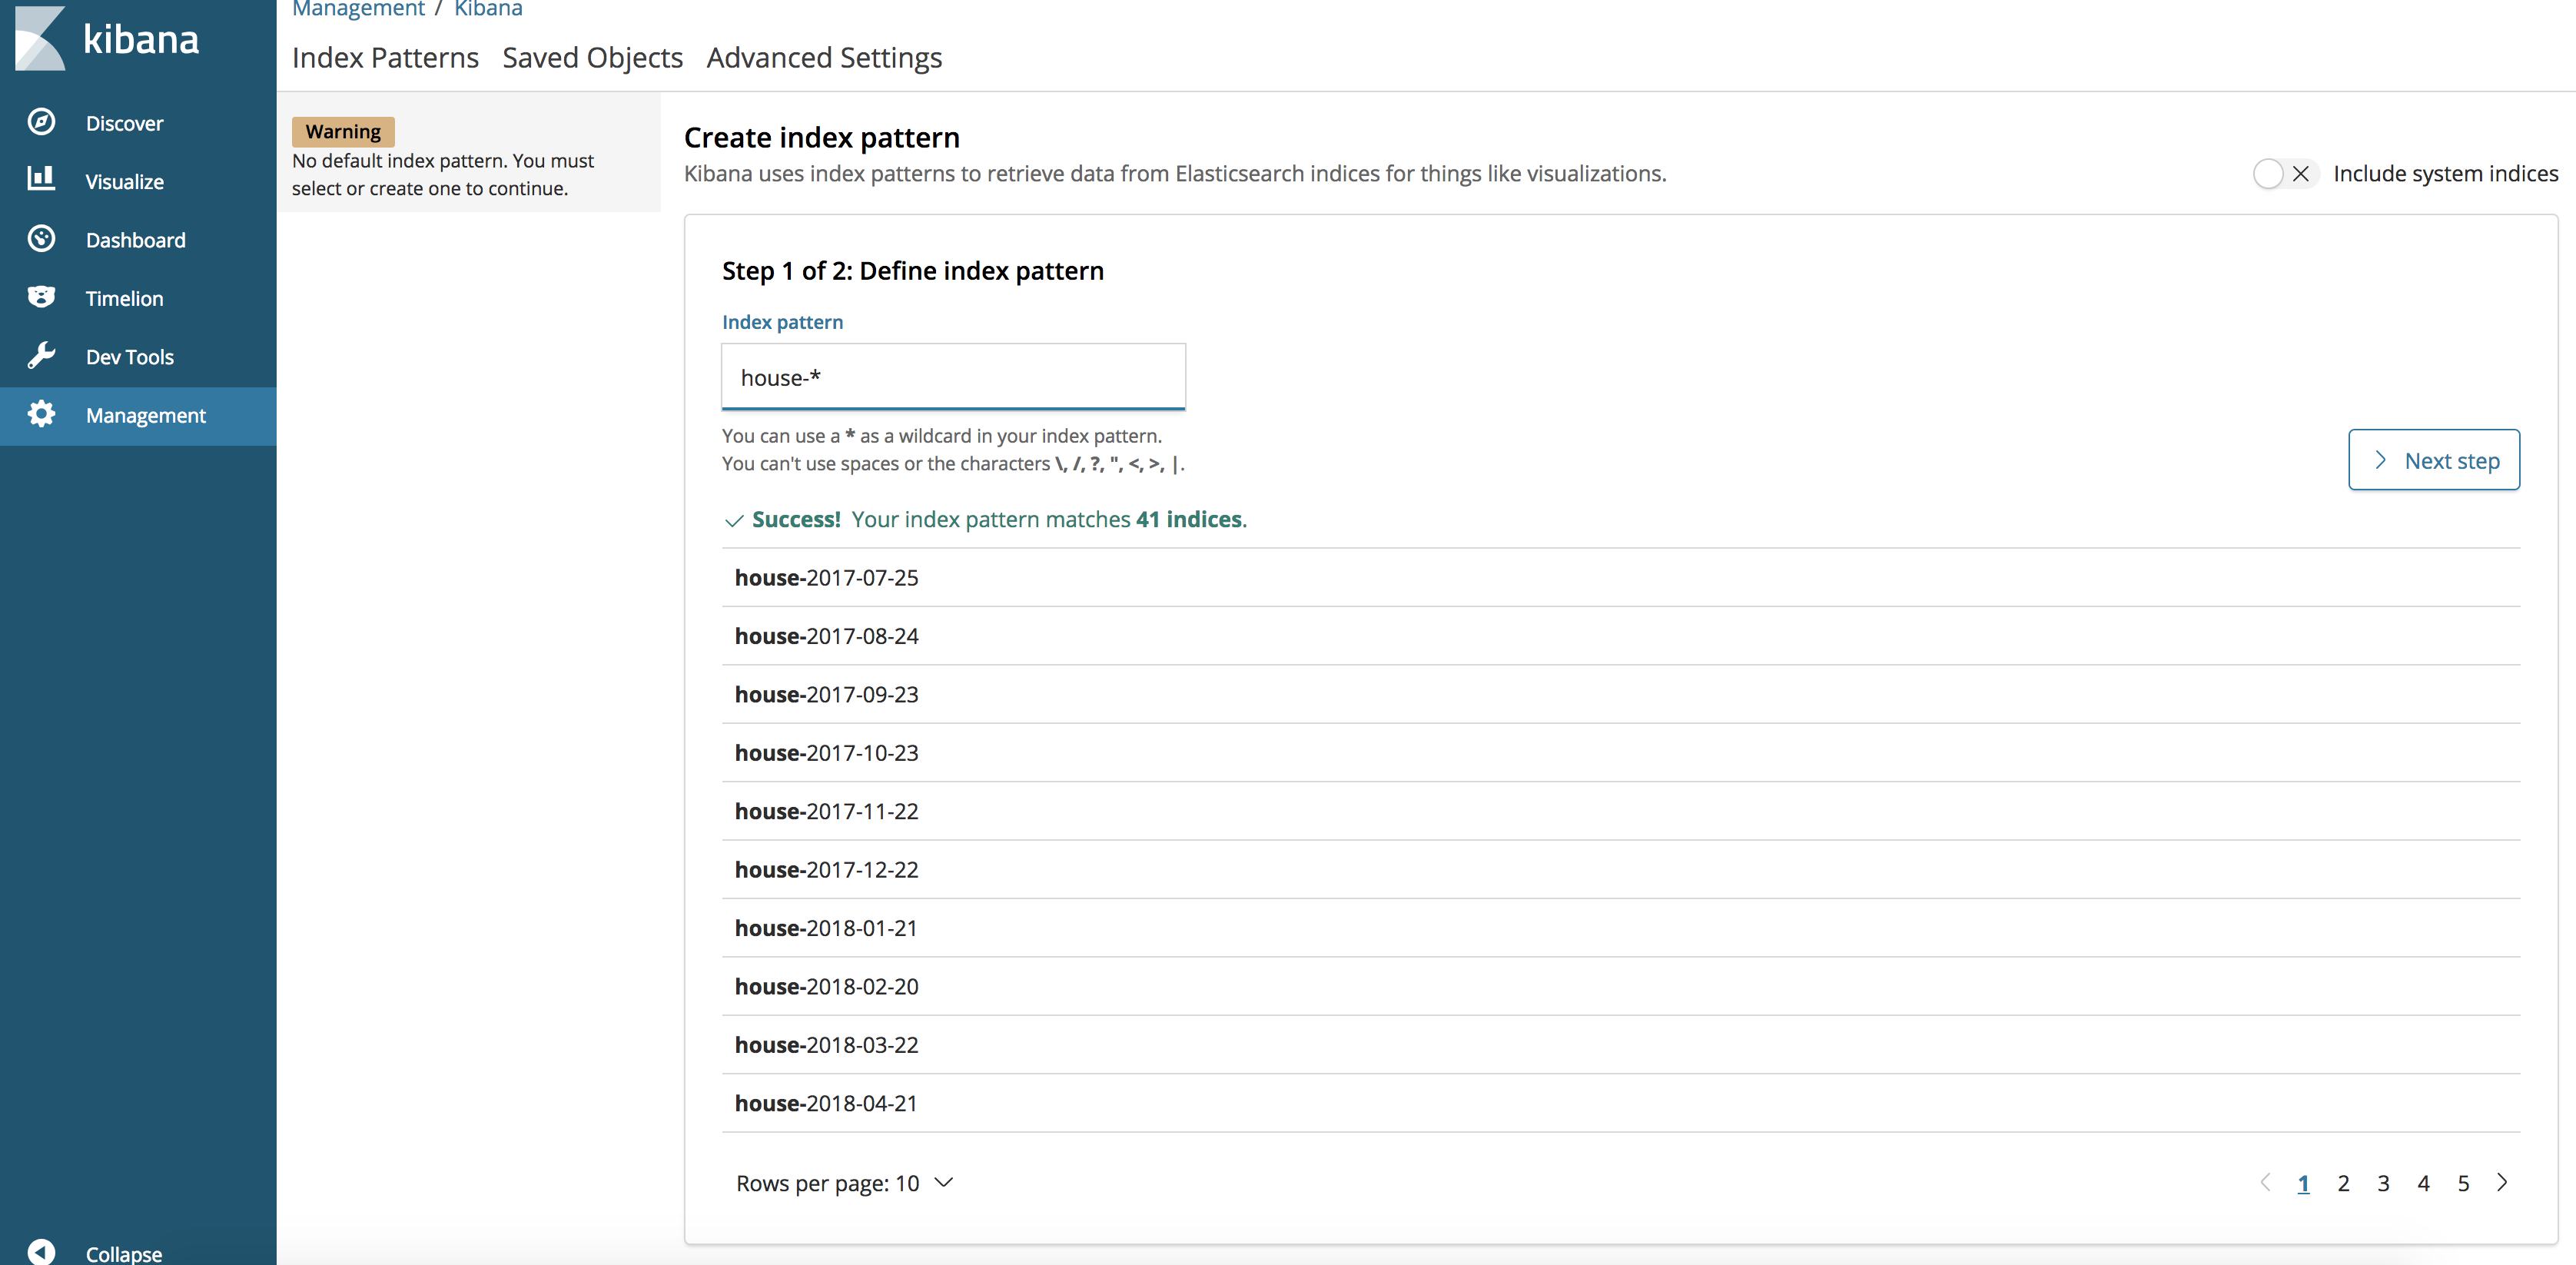 kibana
Discover
Visualize
Dashboard
Timelion
Dev Tools
Management
Collapse
Management / Kibana
Index Patterns Saved Objects Advanced Settings
Warning
No default index pattern. You must
select or create one to continue.
Create index pattern
Kibana uses index patterns to retrieve data from Elasticsearch indices for things like visualizations.
Include system indices
Step 1 of 2: Define index pattern
Index pattern
house-*
You can use a * as a wildcard in your index pattern.
You can't use spaces or the characters \, /, ?, ", <, >, |.
Next step
Success! Your index pattern matches 41 indices.
house-2017-07-25
house-2017-08-24
house-2017-09-23
house-2017-10-23
house-2017-11-22
house-2017-12-22
house-2018-01-21
house-2018-02-20
house-2018-03-22
house-2018-04-21
Rows per page: 10
1 2 3 4 5